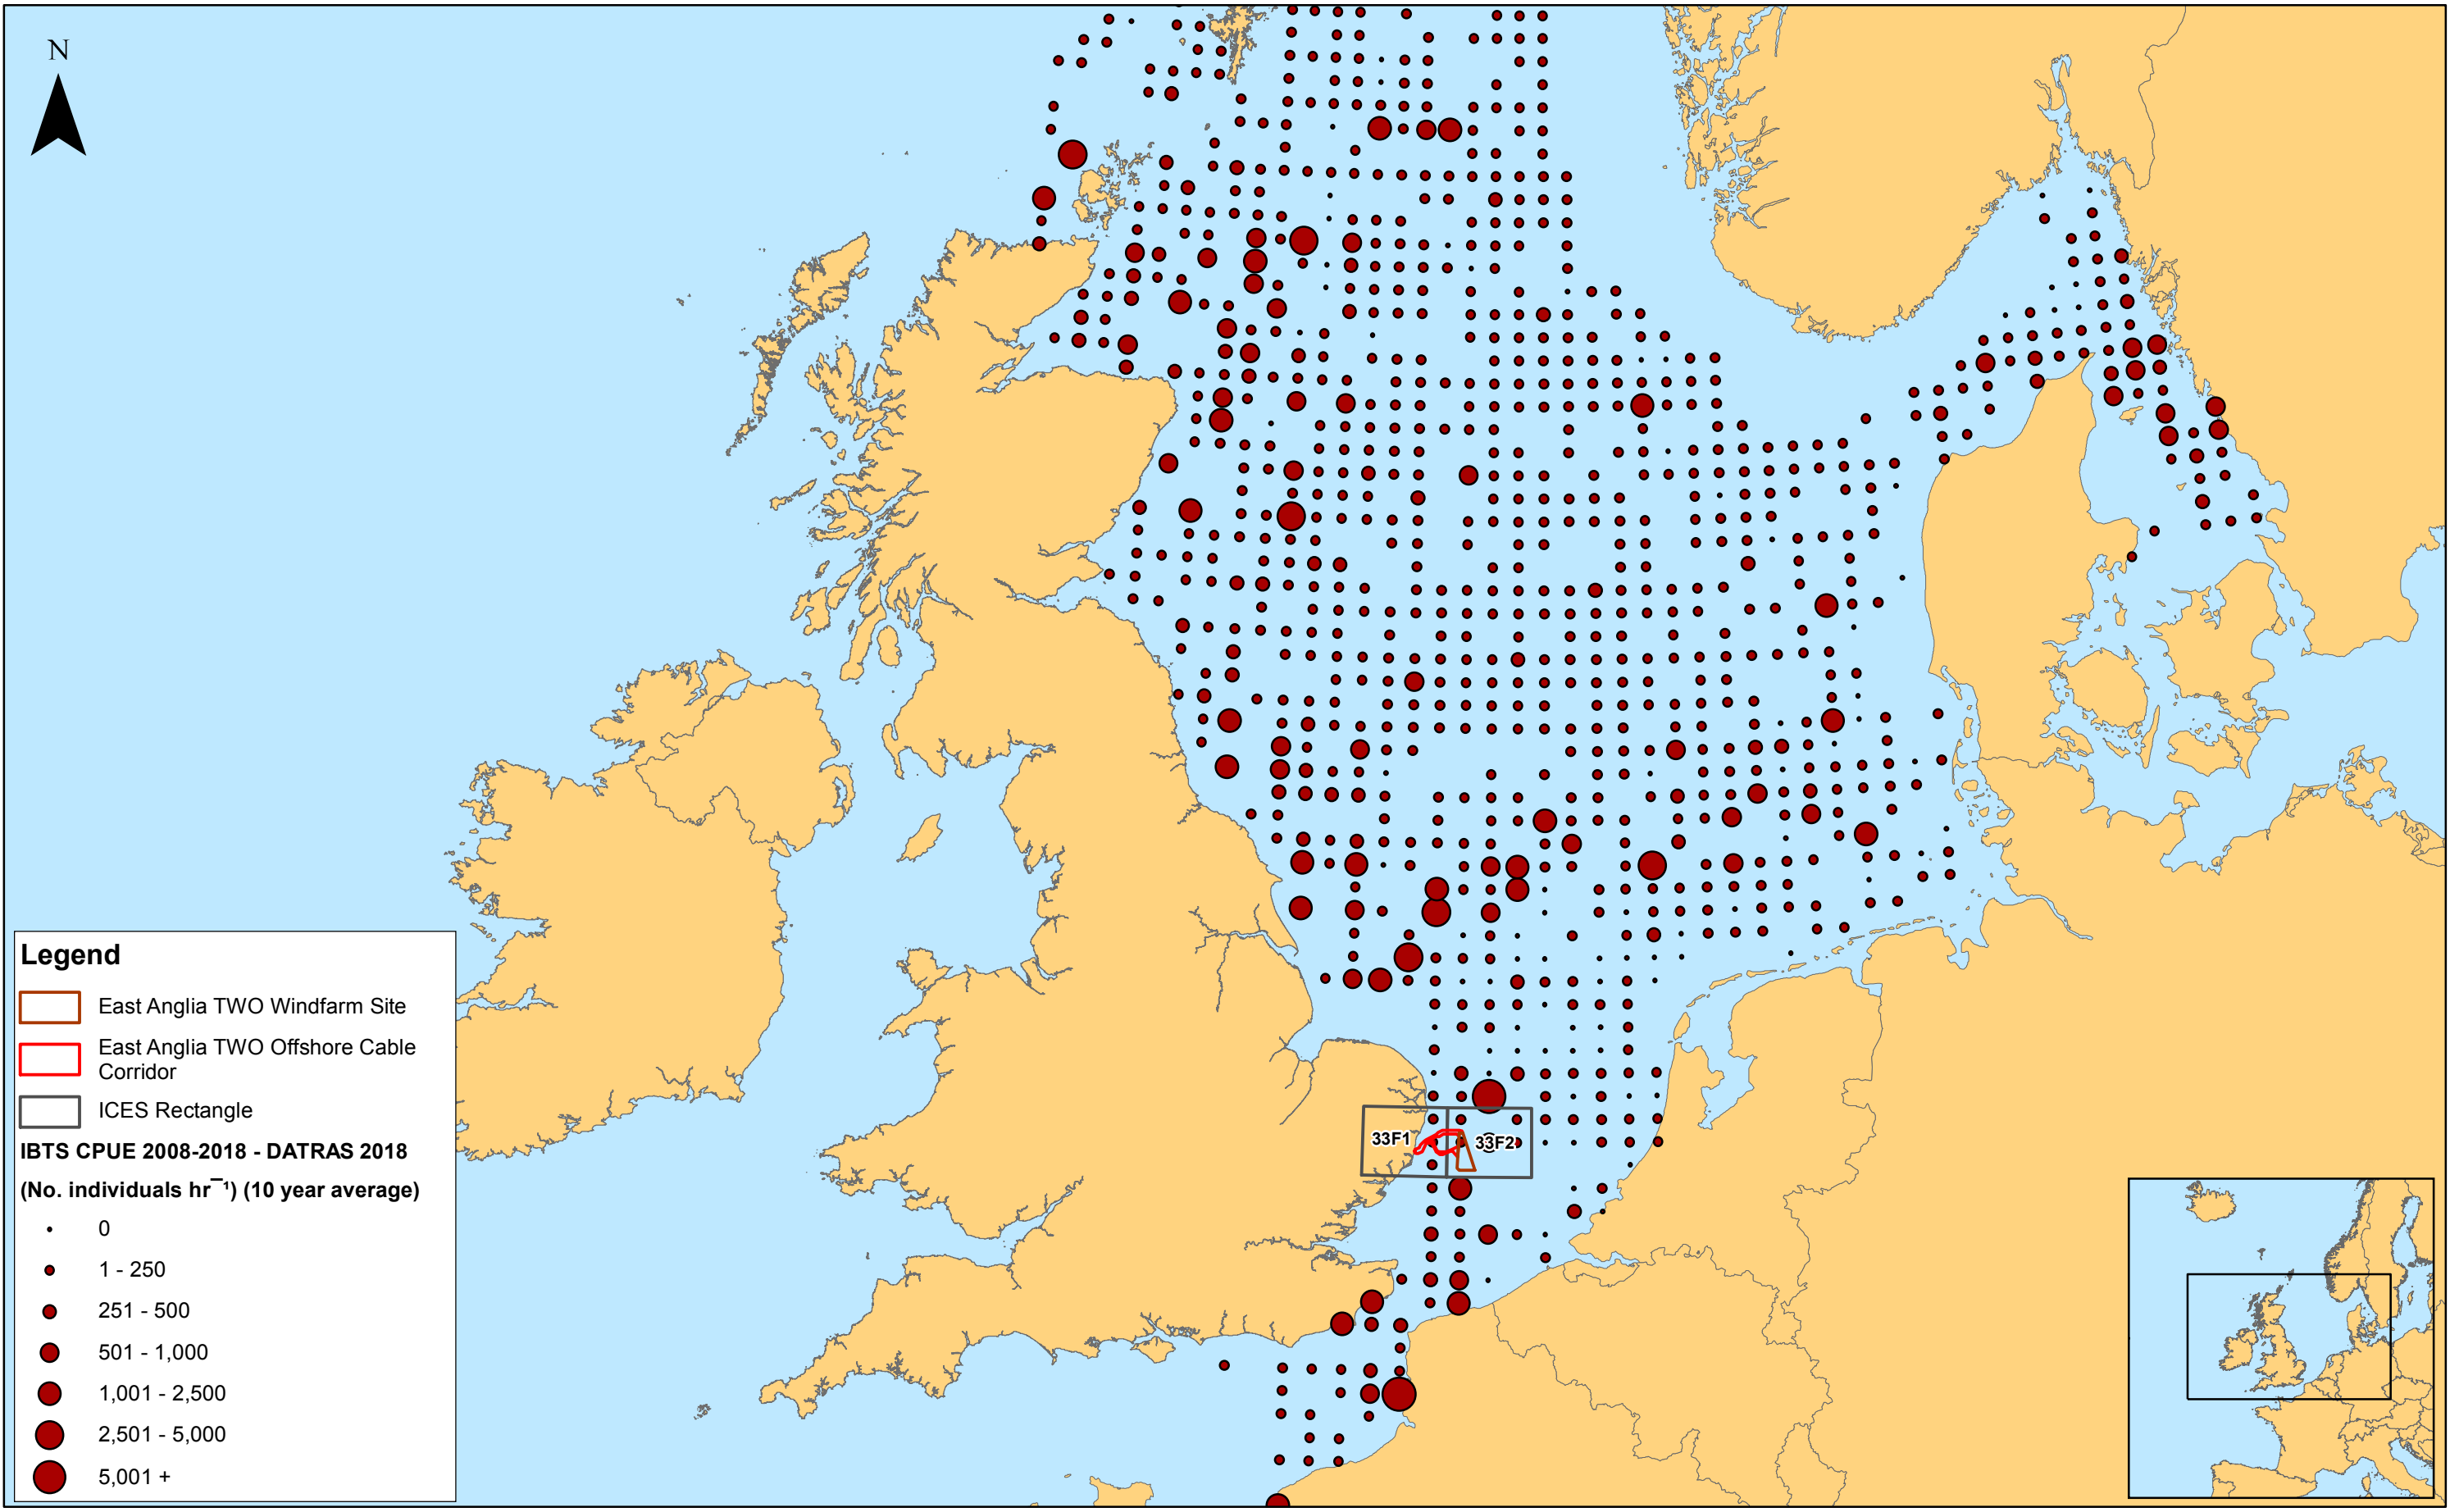 N
33F1
33F2
Legend
East Anglia TWO Windfarm Site
East Anglia TWO Offshore Cable
Corridor
ICES Rectangle
IBTS CPUE 2008-2018 - DATRAS 2018
(No. individuals hr⁻¹) (10 year average)
0
1 - 250
251 - 500
501 - 1,000
1,001 - 2,500
2,501 - 5,000
5,001 +